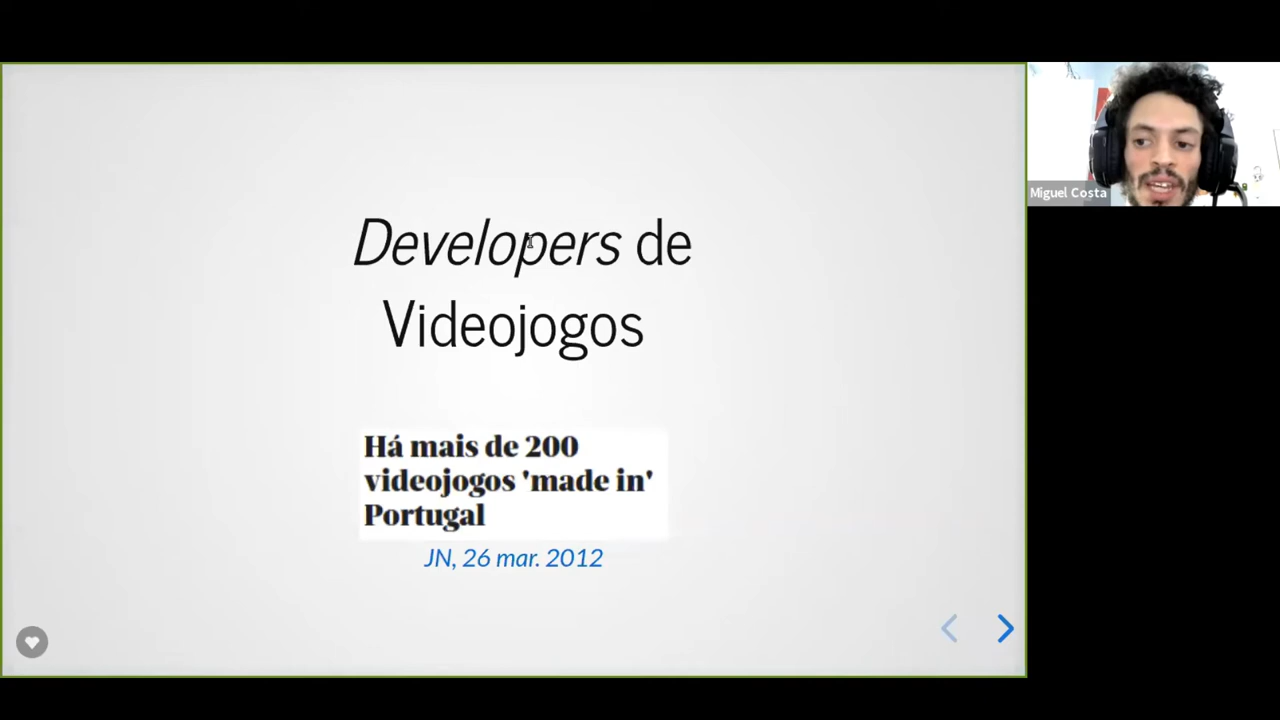 Developers de
Videojogos
Há mais de 200
videojogos 'made in'
Portugal
JN, 26 mar. 2012
Miguel Costa